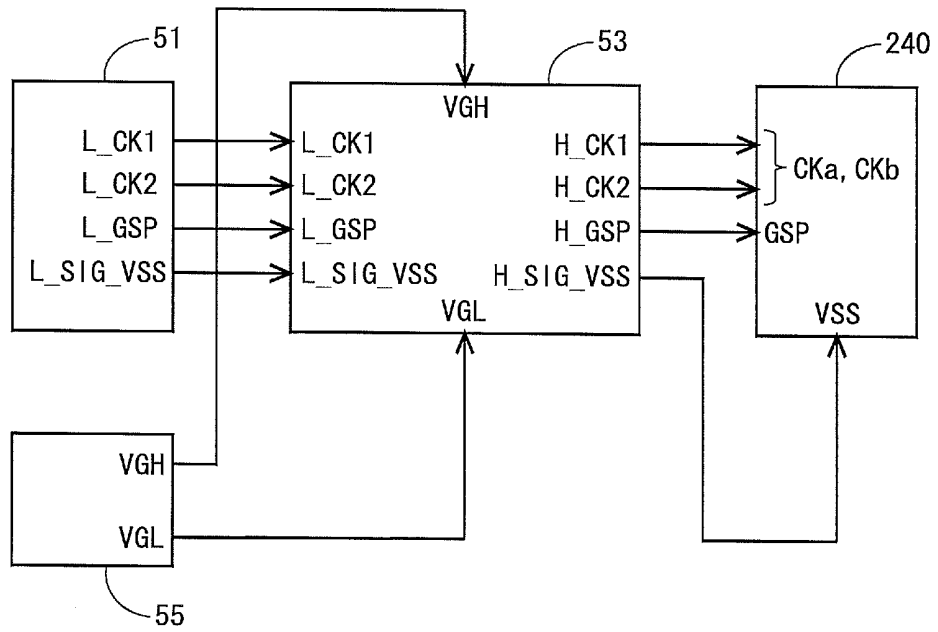 51
L_CK1
L_CK2
L_GSP
L_SIG_VSS
53
VGH
L_CK1
L_CK2
L_GSP
L_SIG_VSS
VGL
H_CK1
H_CK2
H_GSP
H_SIG_VSS
240
CKa, CKb
GSP
VSS
VGH
VGL
55